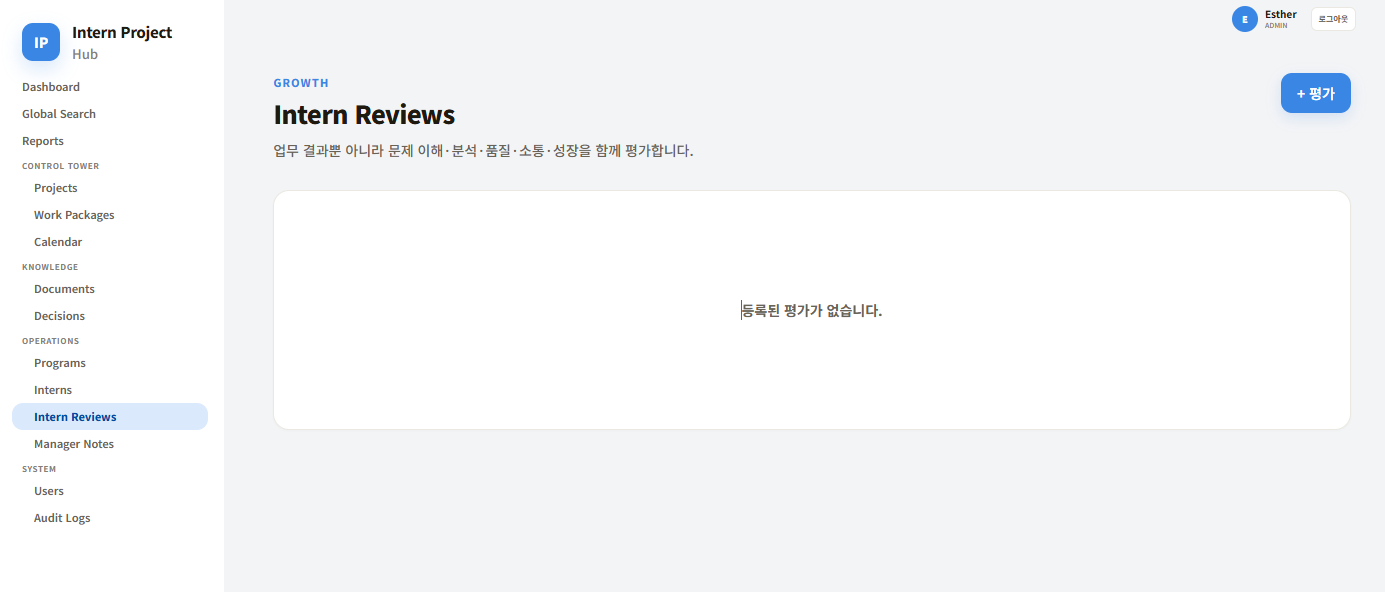 IP
Intern Project
Hub
Dashboard
Global Search
Reports
CONTROL TOWER
Projects
Work Packages
Calendar
KNOWLEDGE
Documents
Decisions
OPERATIONS
Programs
Interns
Intern Reviews
Manager Notes
SYSTEM
Users
Audit Logs
E
Esther
ADMIN
로그아웃
GROWTH
Intern Reviews
업무 결과뿐 아니라 문제 이해·분석·품질·소통·성장을 함께 평가합니다.
+ 평가
등록된 평가가 없습니다.